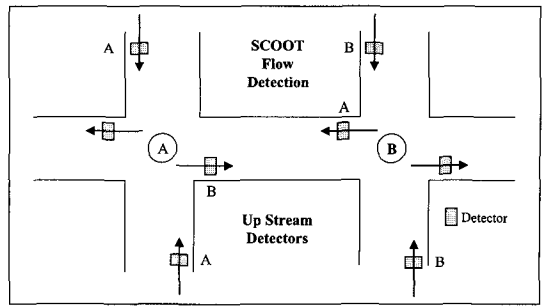 A
SCOOT
Flow
Detection
B
A
A
B
B
Up Stream
Detectors
Detector
A
B